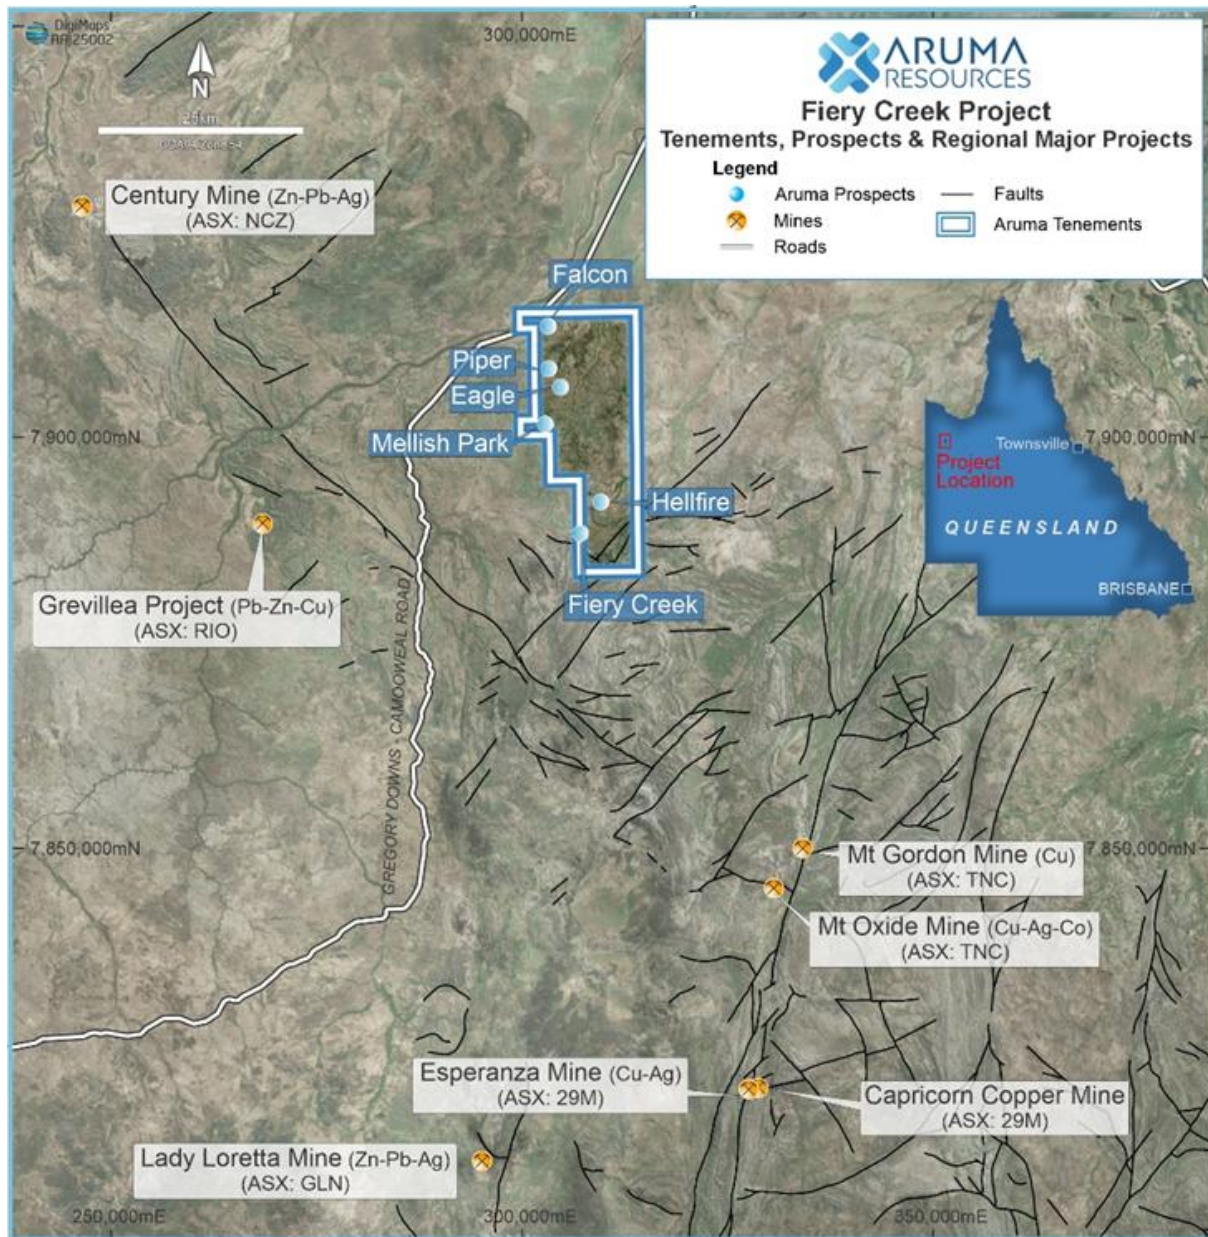 DigiMaps
300,000mE
N
25km
ARUMA
RESOURCES
Fiery Creek Project
Tenements, Prospects & Regional Major Projects
Legend
Aruma Prospects
Faults
Mines
Aruma Tenements
Roads
Century Mine (Zn-Pb-Ag)
(ASX: NCZ)
Falcon
Piper
Eagle
Mellish Park
Hellfire
Fiery Creek
7,900,000mN
7,900,000mN
Townsville
Project
Location
QUEENSLAND
BRISBANE
Grevillea Project (Pb-Zn-Cu)
(ASX: RIO)
GREGORY DOWNS - CAMOOWEAL ROAD
7,850,000mN
7,850,000mN
Mt Gordon Mine (Cu)
(ASX: TNC)
Mt Oxide Mine (Cu-Ag-Co)
(ASX: TNC)
Esperanza Mine (Cu-Ag)
(ASX: 29M)
Capricorn Copper Mine
(ASX: 29M)
Lady Loretta Mine (Zn-Pb-Ag)
(ASX: GLN)
250,000mE
300,000mE
350,000mE